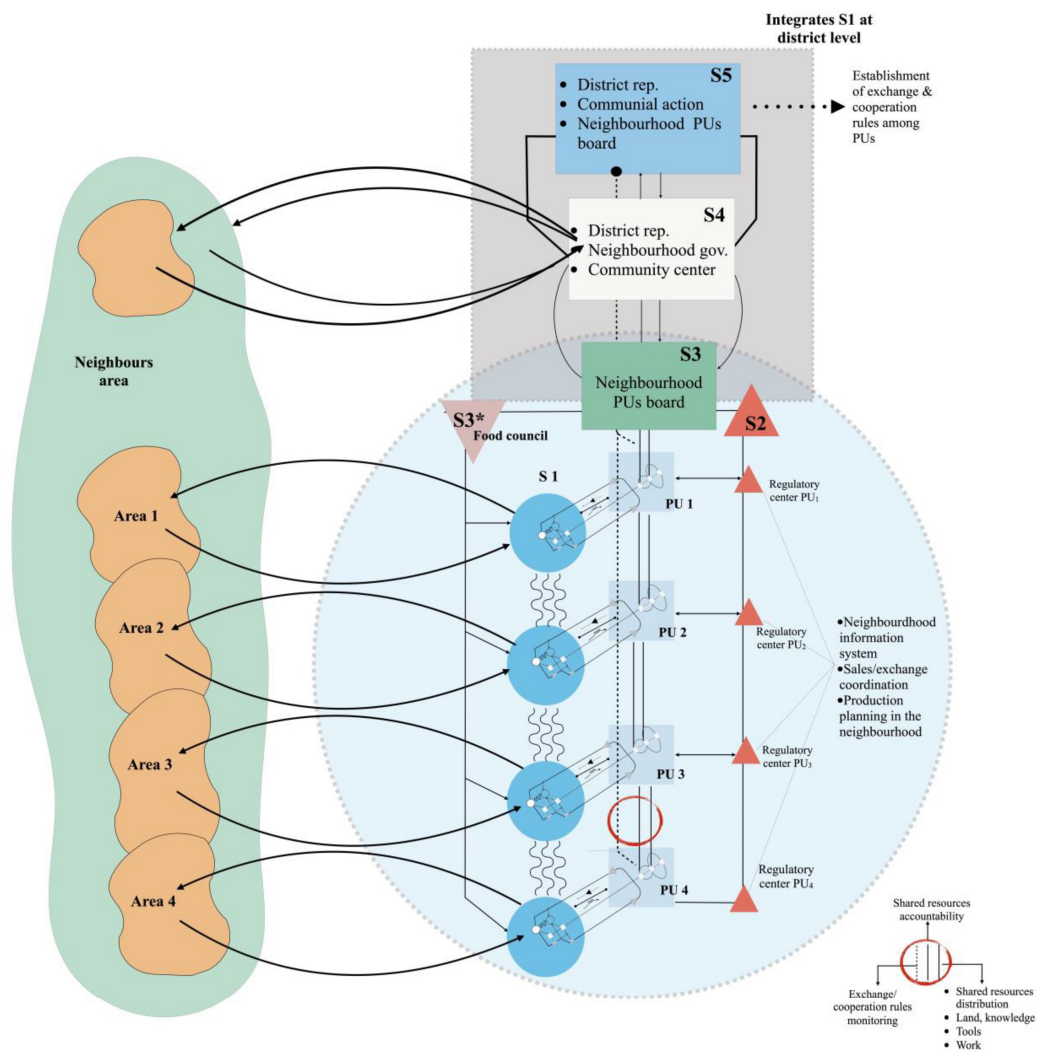 Integrates S1 at
district level
S5
• District rep.
• Communial action
• Neighbourhood PUs
board
Establishment
of exchange &
cooperation
rules among
PUs
S4
• District rep.
• Neighbourhood gov.
• Community center
Neighbours
area
S3
Neighbourhood
PUs board
S3*
Food council
S2
S 1
Area 1
PU 1
Regulatory
center PU₁
Area 2
PU 2
Regulatory
center PU₂
•Neighbourdhood
information
system
•Sales/exchange
coordination
•Production
planning in the
neighbourhood
Area 3
PU 3
Regulatory
center PU₃
Area 4
PU 4
Regulatory
center PU₄
Shared resources
accountability
Exchange/
cooperation rules
monitoring
• Shared resources
distribution
• Land, knowledge
• Tools
• Work